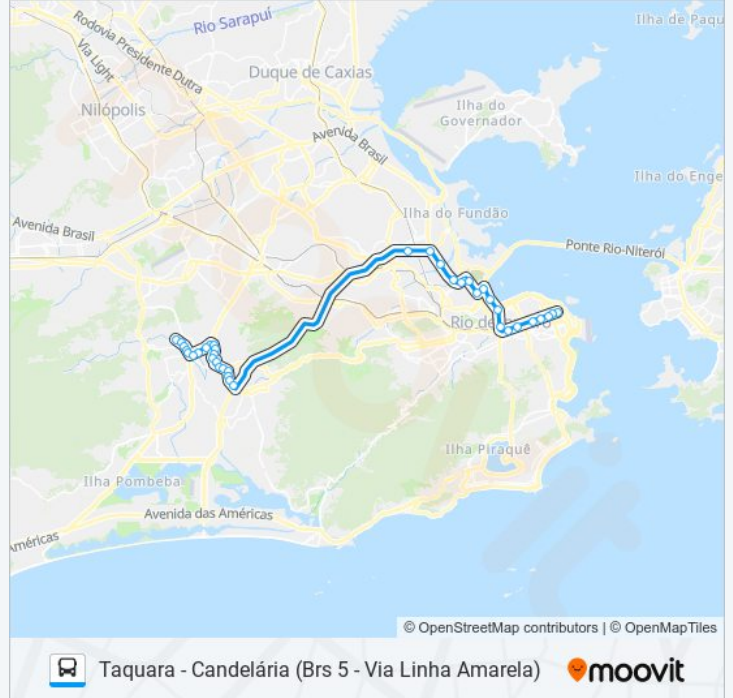 Ilha de Paqu
Rio Sarapuí
Rodovia Presidente Dutra
Via Light
Duque de Caxias
Nilópolis
Ilha do
Governador
Avenida Brasil
Ilha do Enge
Ilha do Fundão
Avenida Brasil
Ponte Rio-Niterói
Rio de
Ilha Piraquê
Ilha Pombeba
Avenida das Américas
Américas
© OpenStreetMap contributors | © OpenMapTiles
Taquara - Candelária (Brs 5 - Via Linha Amarela)
moovit